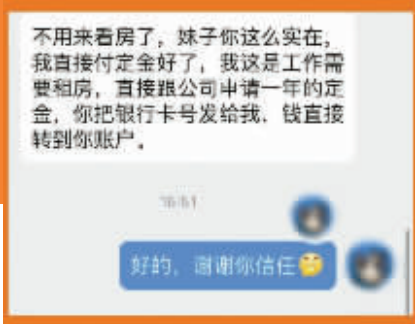 不用来看房了，妹子你这么实在，
我直接付定金好了，我这是工作需
要租房，直接跟公司申请一年的定
金，你把银行卡号发给我，钱直接
转到你账户。
好的，谢谢你信任